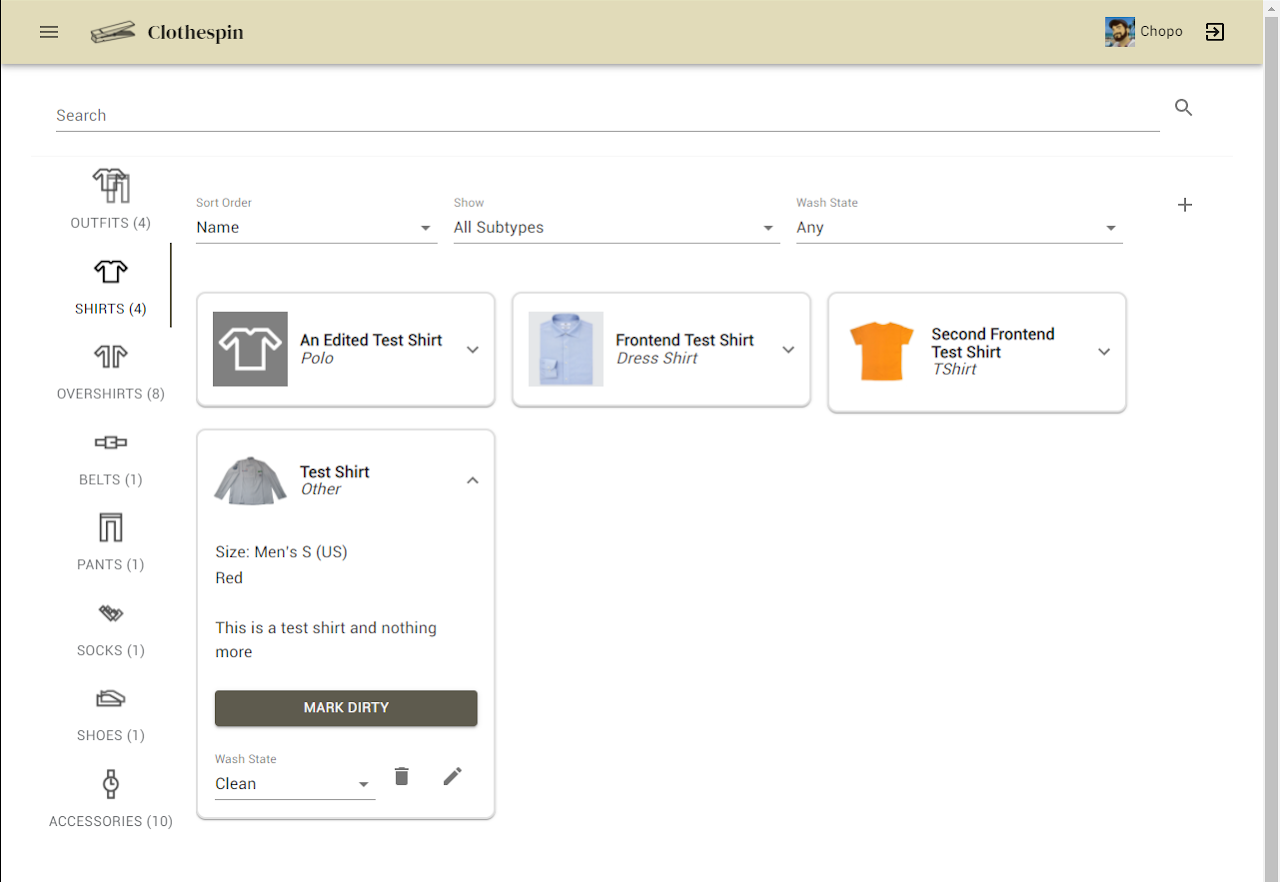 Clothespin
Chopo
Search
OUTFITS (4)
SHIRTS (4)
OVERSHIRTS (8)
BELTS (1)
PANTS (1)
SOCKS (1)
SHOES (1)
ACCESSORIES (10)
Sort Order
Name
Show
All Subtypes
Wash State
Any
An Edited Test Shirt
Polo
Frontend Test Shirt
Dress Shirt
Second Frontend
Test Shirt
TShirt
Test Shirt
Other
Size: Men's S (US)
Red
This is a test shirt and nothing
more
MARK DIRTY
Wash State
Clean